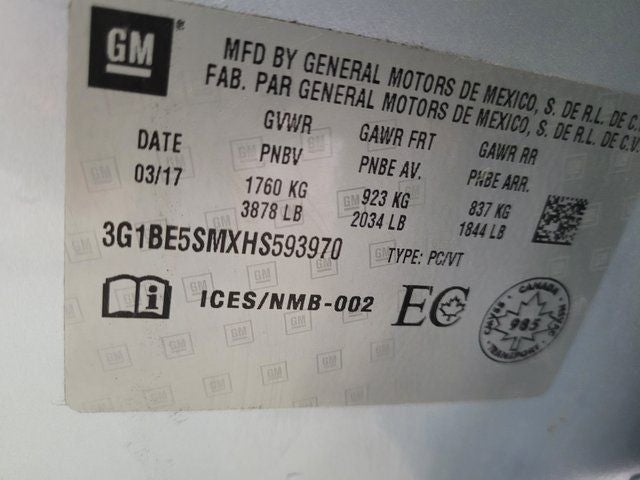 GM
MFD BY GENERAL MOTORS DE MEXICO, S. DE R.L. DE C.V.
FAB. PAR GENERAL MOTORS DE MEXICO, S. DE R.L. DE C.V.
DATE GVWR GAWR FRT GAWR RR
PNBV PNBE AV. PNBE ARR.
03/17 1760 KG 923 KG 837 KG
3878 LB 2034 LB 1844 LB
3G1BE5SMXHS593970 TYPE: PC/VT
i ICES/NMB-002 EC
CANADA
985
TRANSPORT